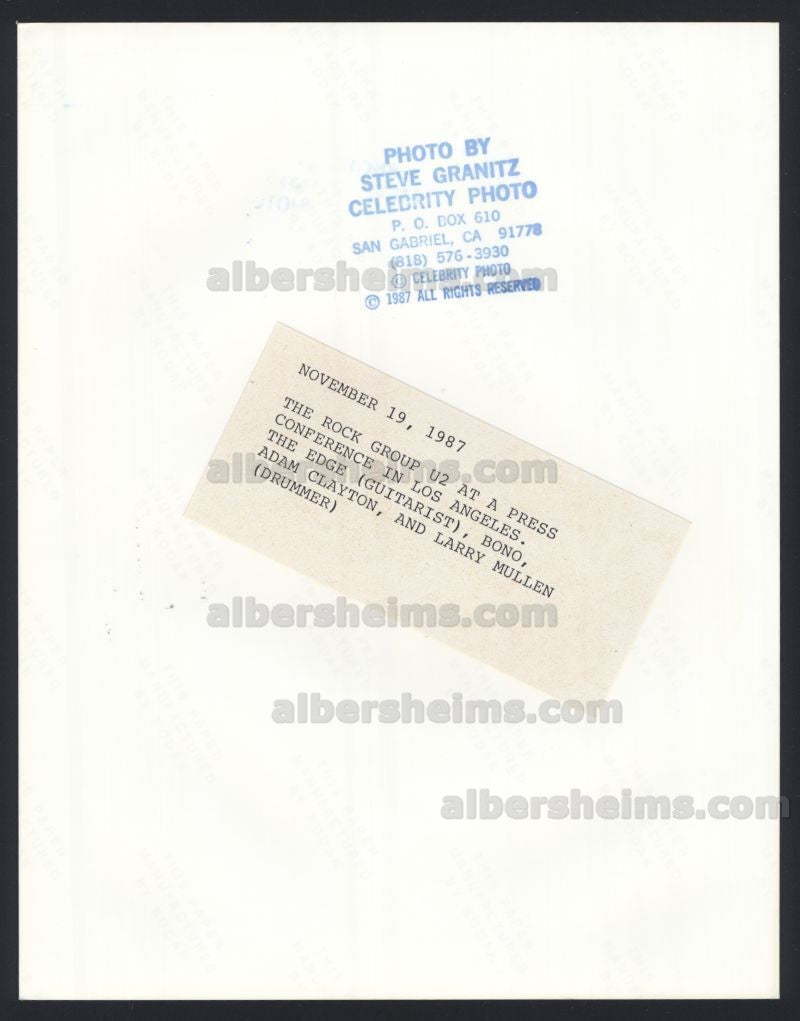 PHOTO BY
STEVE GRANITZ
CELEBRITY PHOTO
P. O. BOX 610
SAN GABRIEL, CA 91778
(818) 576-3930
© CELEBRITY PHOTO
© 1987 ALL RIGHTS RESERVED
albersheims.com
NOVEMBER 19, 1987
THE ROCK GROUP U2 AT A PRESS
CONFERENCE IN LOS ANGELES.
THE EDGE (GUITARIST), BONO,
ADAM CLAYTON, AND LARRY MULLEN
(DRUMMER)
albersheims.com
albersheims.com
albersheims.com
albersheims.com